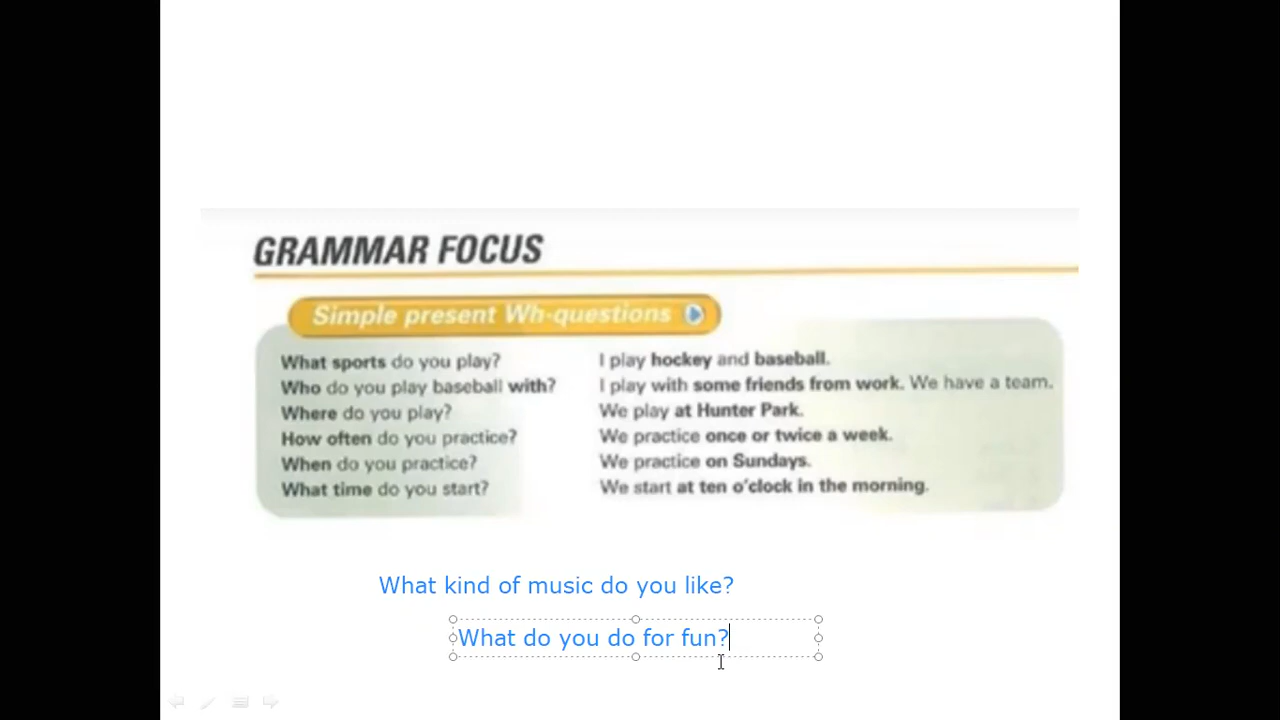 GRAMMAR FOCUS
Simple present Wh-questions
What sports do you play? I play hockey and baseball.
Who do you play baseball with? I play with some friends from work. We have a team.
Where do you play? We play at Hunter Park.
How often do you practice? We practice once or twice a week.
When do you practice? We practice on Sundays.
What time do you start? We start at ten o'clock in the morning.
What kind of music do you like?
What do you do for fun?